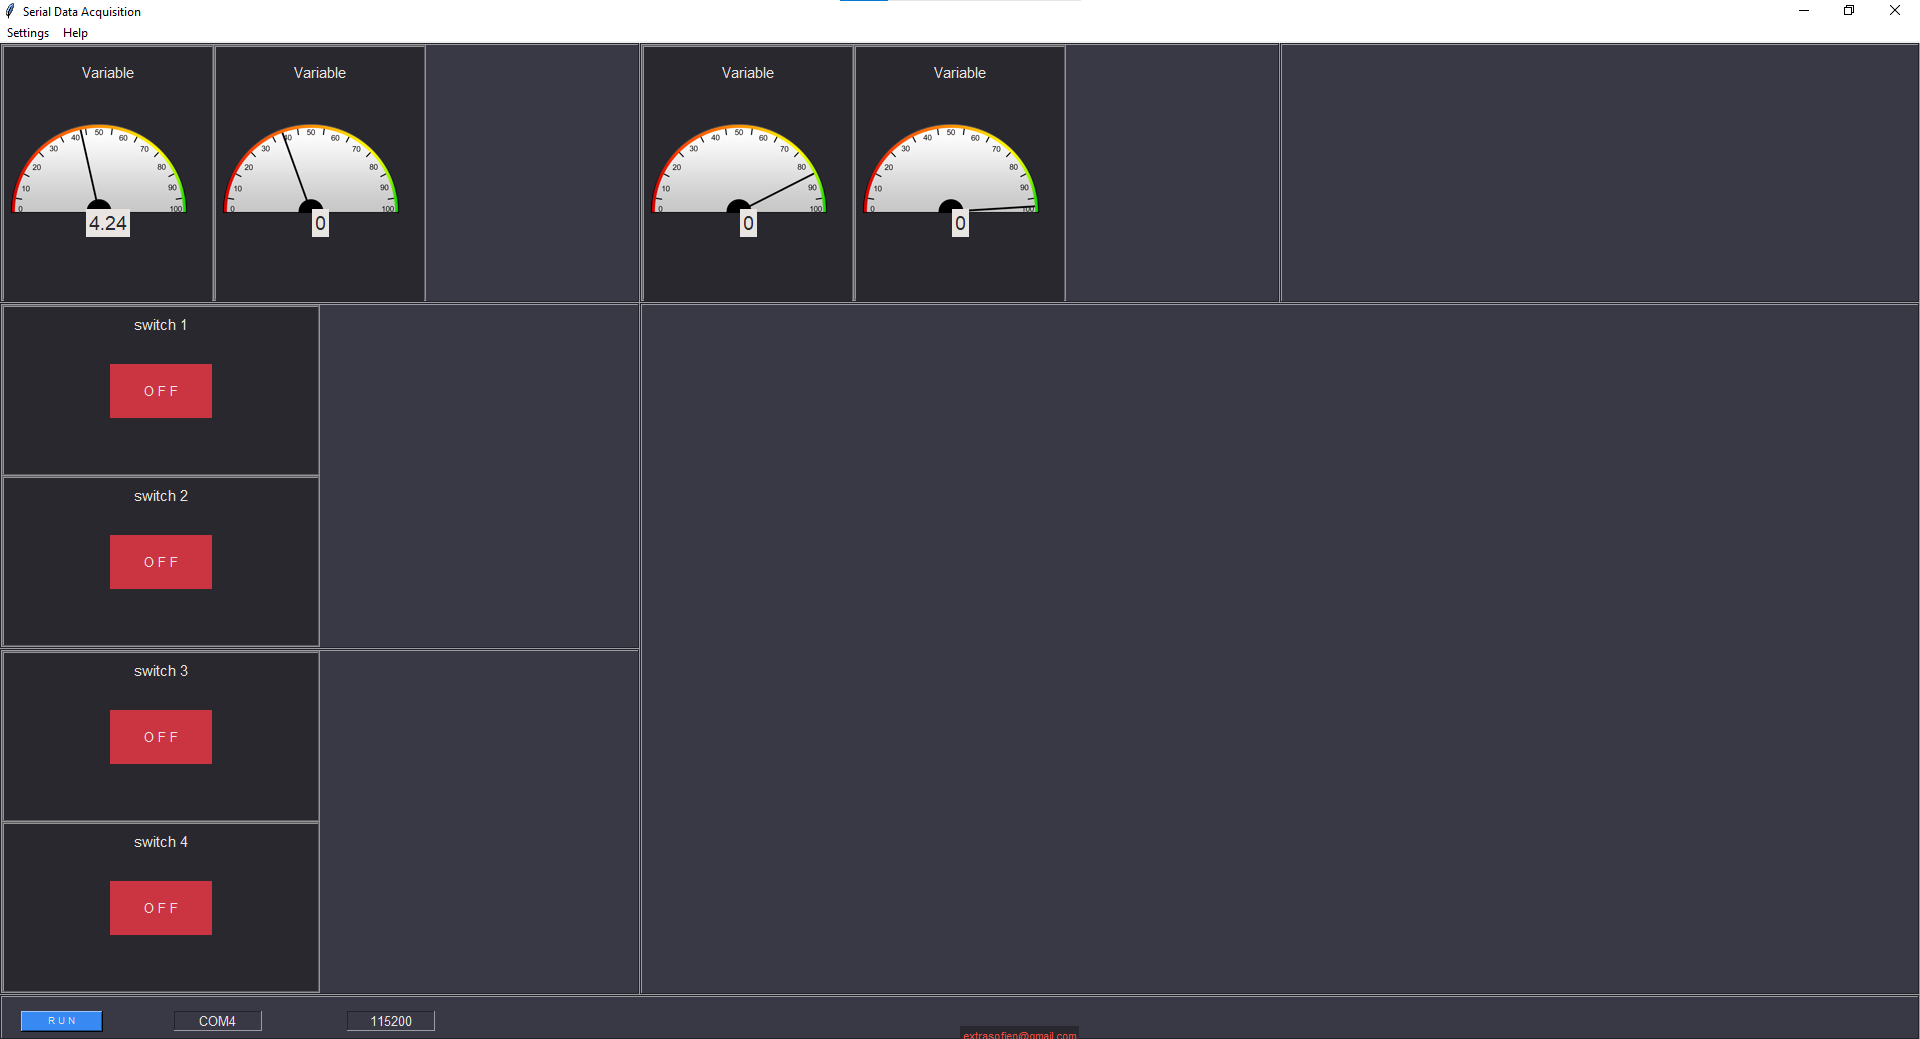 Serial Data Acquisition
Settings Help
Variable
0 10 20 30 40 50 60 70 80 90 100
4.24
Variable
0 10 20 30 40 50 60 70 80 90 100
0
Variable
0 10 20 30 40 50 60 70 80 90 100
0
Variable
0 10 20 30 40 50 60 70 80 90 100
0
switch 1
OFF
switch 2
OFF
switch 3
OFF
switch 4
OFF
RUN COM4 115200
extrasofien@gmail.com